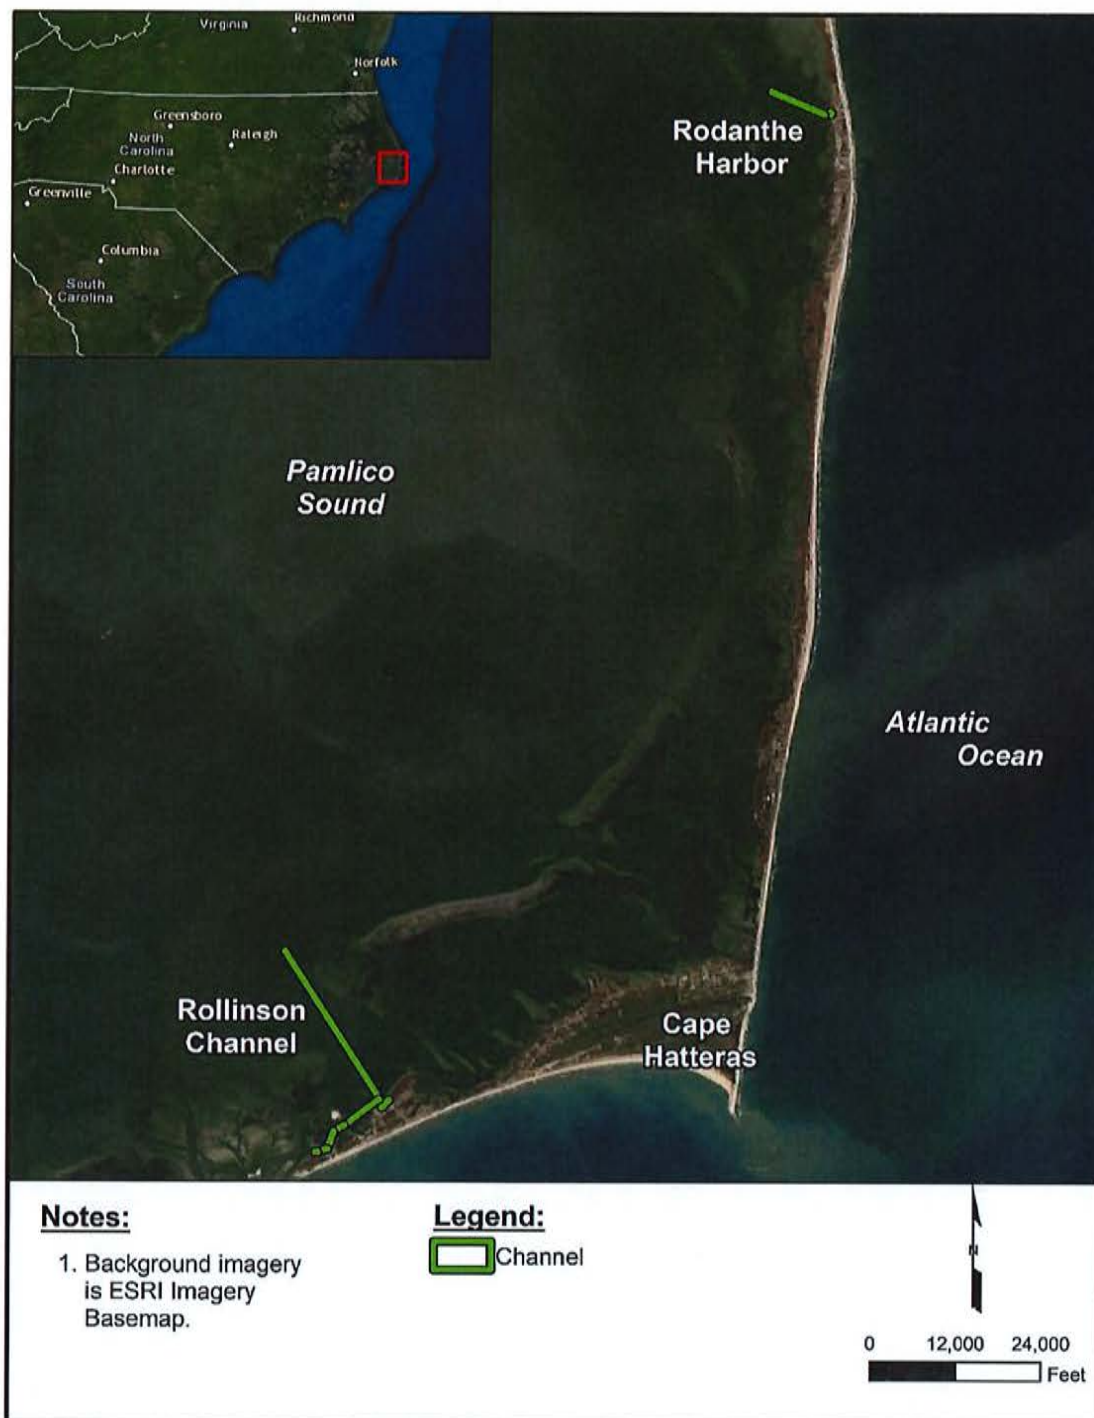 Virginia
Richmond
Norfolk
Greensboro
North
Carolina
Raleigh
Charlotte
Greenville
Columbia
South
Carolina
Rodanthe
Harbor
Pamlico
Sound
Atlantic
Ocean
Rollinson
Channel
Cape
Hatteras
Notes:
1. Background imagery
is ESRI Imagery
Basemap.
Legend:
Channel
N
0 12,000 24,000
Feet